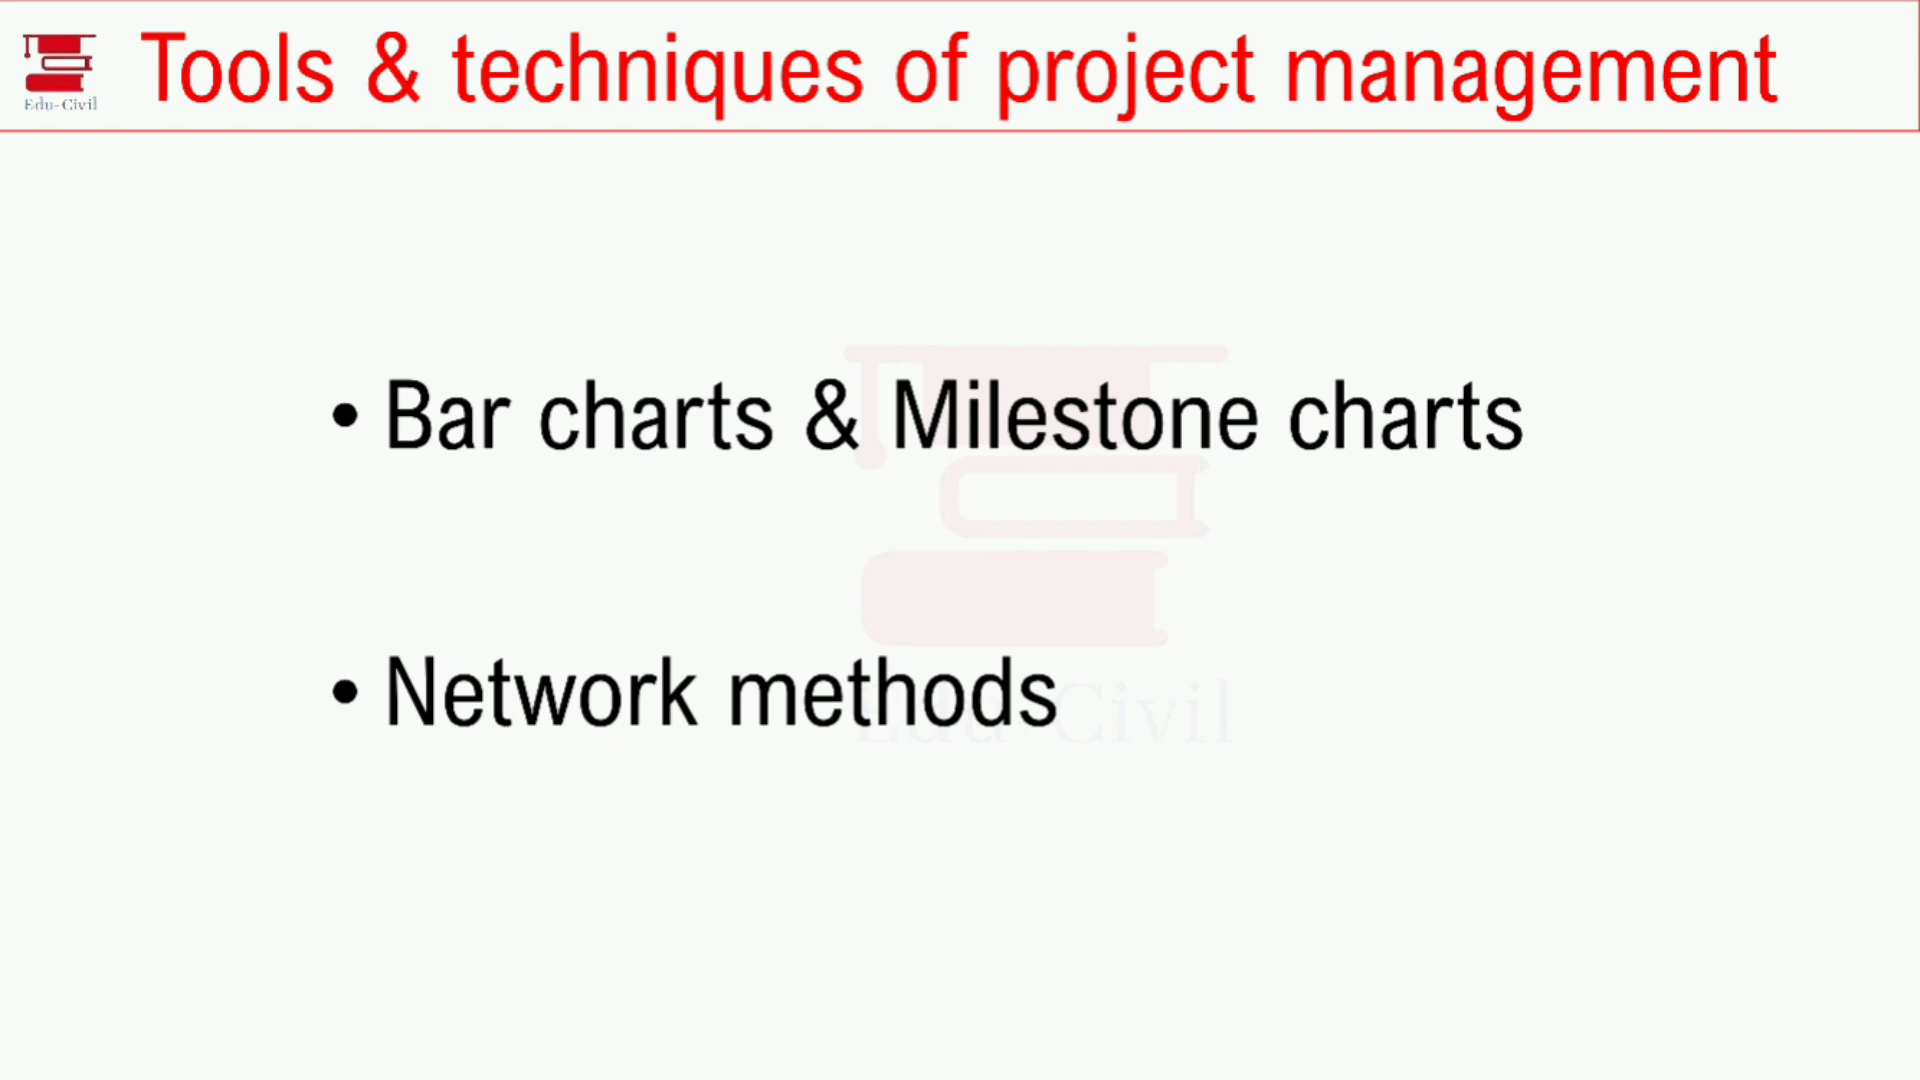 Edu-Civil
Tools & techniques of project management
• Bar charts & Milestone charts
• Network methods
Edu-Civil